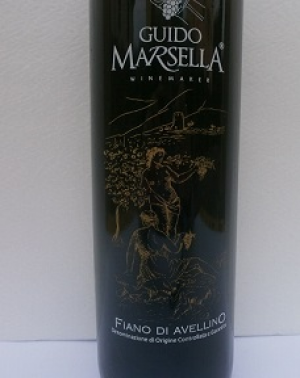 GUIDO
MARSELLA®
WINEMAKER
FIANO DI AVELLINO
Denominazione di Origine Controllata e Garantita